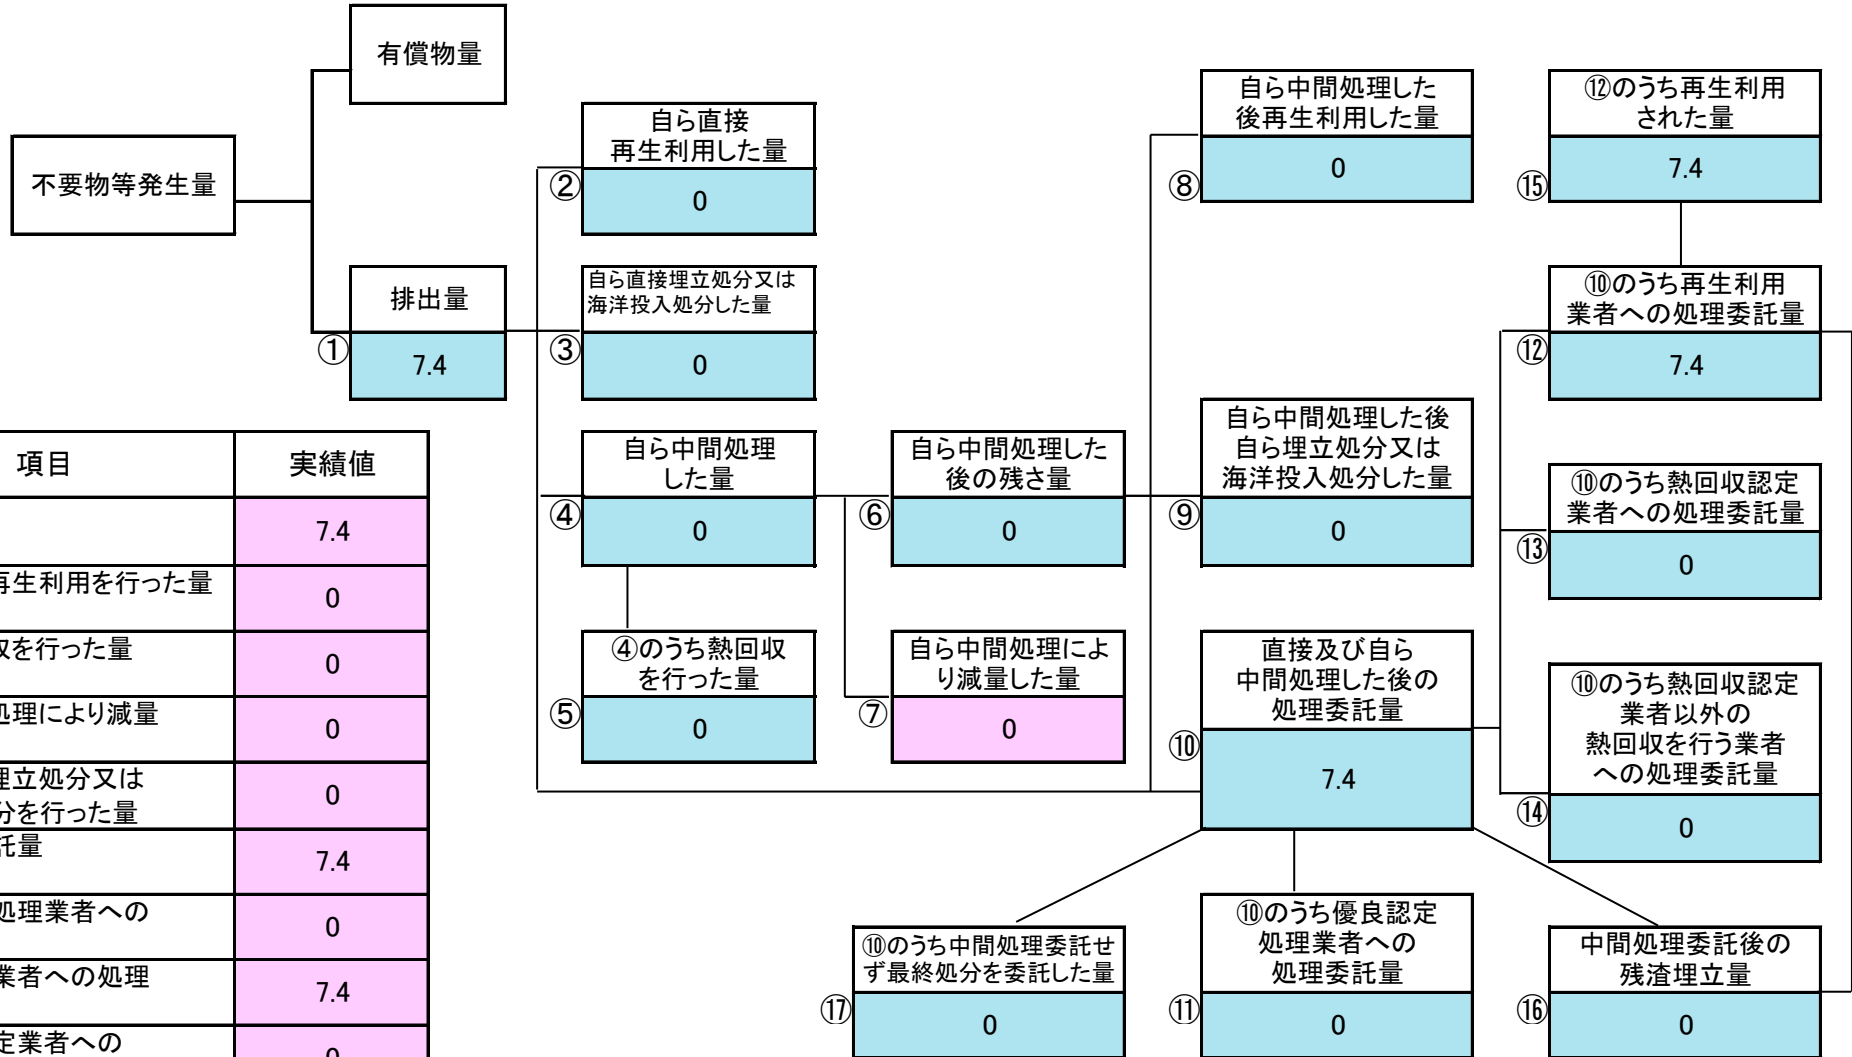 有償物量
不要物等発生量
排出量
①
7.4
自ら直接
再生利用した量
②
0
自ら直接埋立処分又は
海洋投入処分した量
③
0
自ら中間処理
した量
④
0
④のうち熱回収
を行った量
⑤
0
自ら中間処理した
後の残さ量
⑥
0
自ら中間処理によ
り減量した量
⑦
0
自ら中間処理した
後再生利用した量
⑧
0
自ら中間処理した後
自ら埋立処分又は
海洋投入処分した量
⑨
0
直接及び自ら
中間処理した後の
処理委託量
⑩
7.4
⑫のうち再生利用
された量
⑮
7.4
⑩のうち再生利用
業者への処理委託量
⑫
7.4
⑩のうち熱回収認定
業者への処理委託量
⑬
0
⑩のうち熱回収認定
業者以外の
熱回収を行う業者
への処理委託量
⑭
0
⑩のうち中間処理委託せ
ず最終処分を委託した量
⑰
0
⑩のうち優良認定
処理業者への
処理委託量
⑪
0
中間処理委託後の
残渣埋立量
⑯
0
項目 実績値
7.4
再生利用を行った量 0
を行った量 0
処理により減量 0
埋立処分又は
分を行った量 0
託量 7.4
処理業者への 0
業者への処理 7.4
定業者への 0